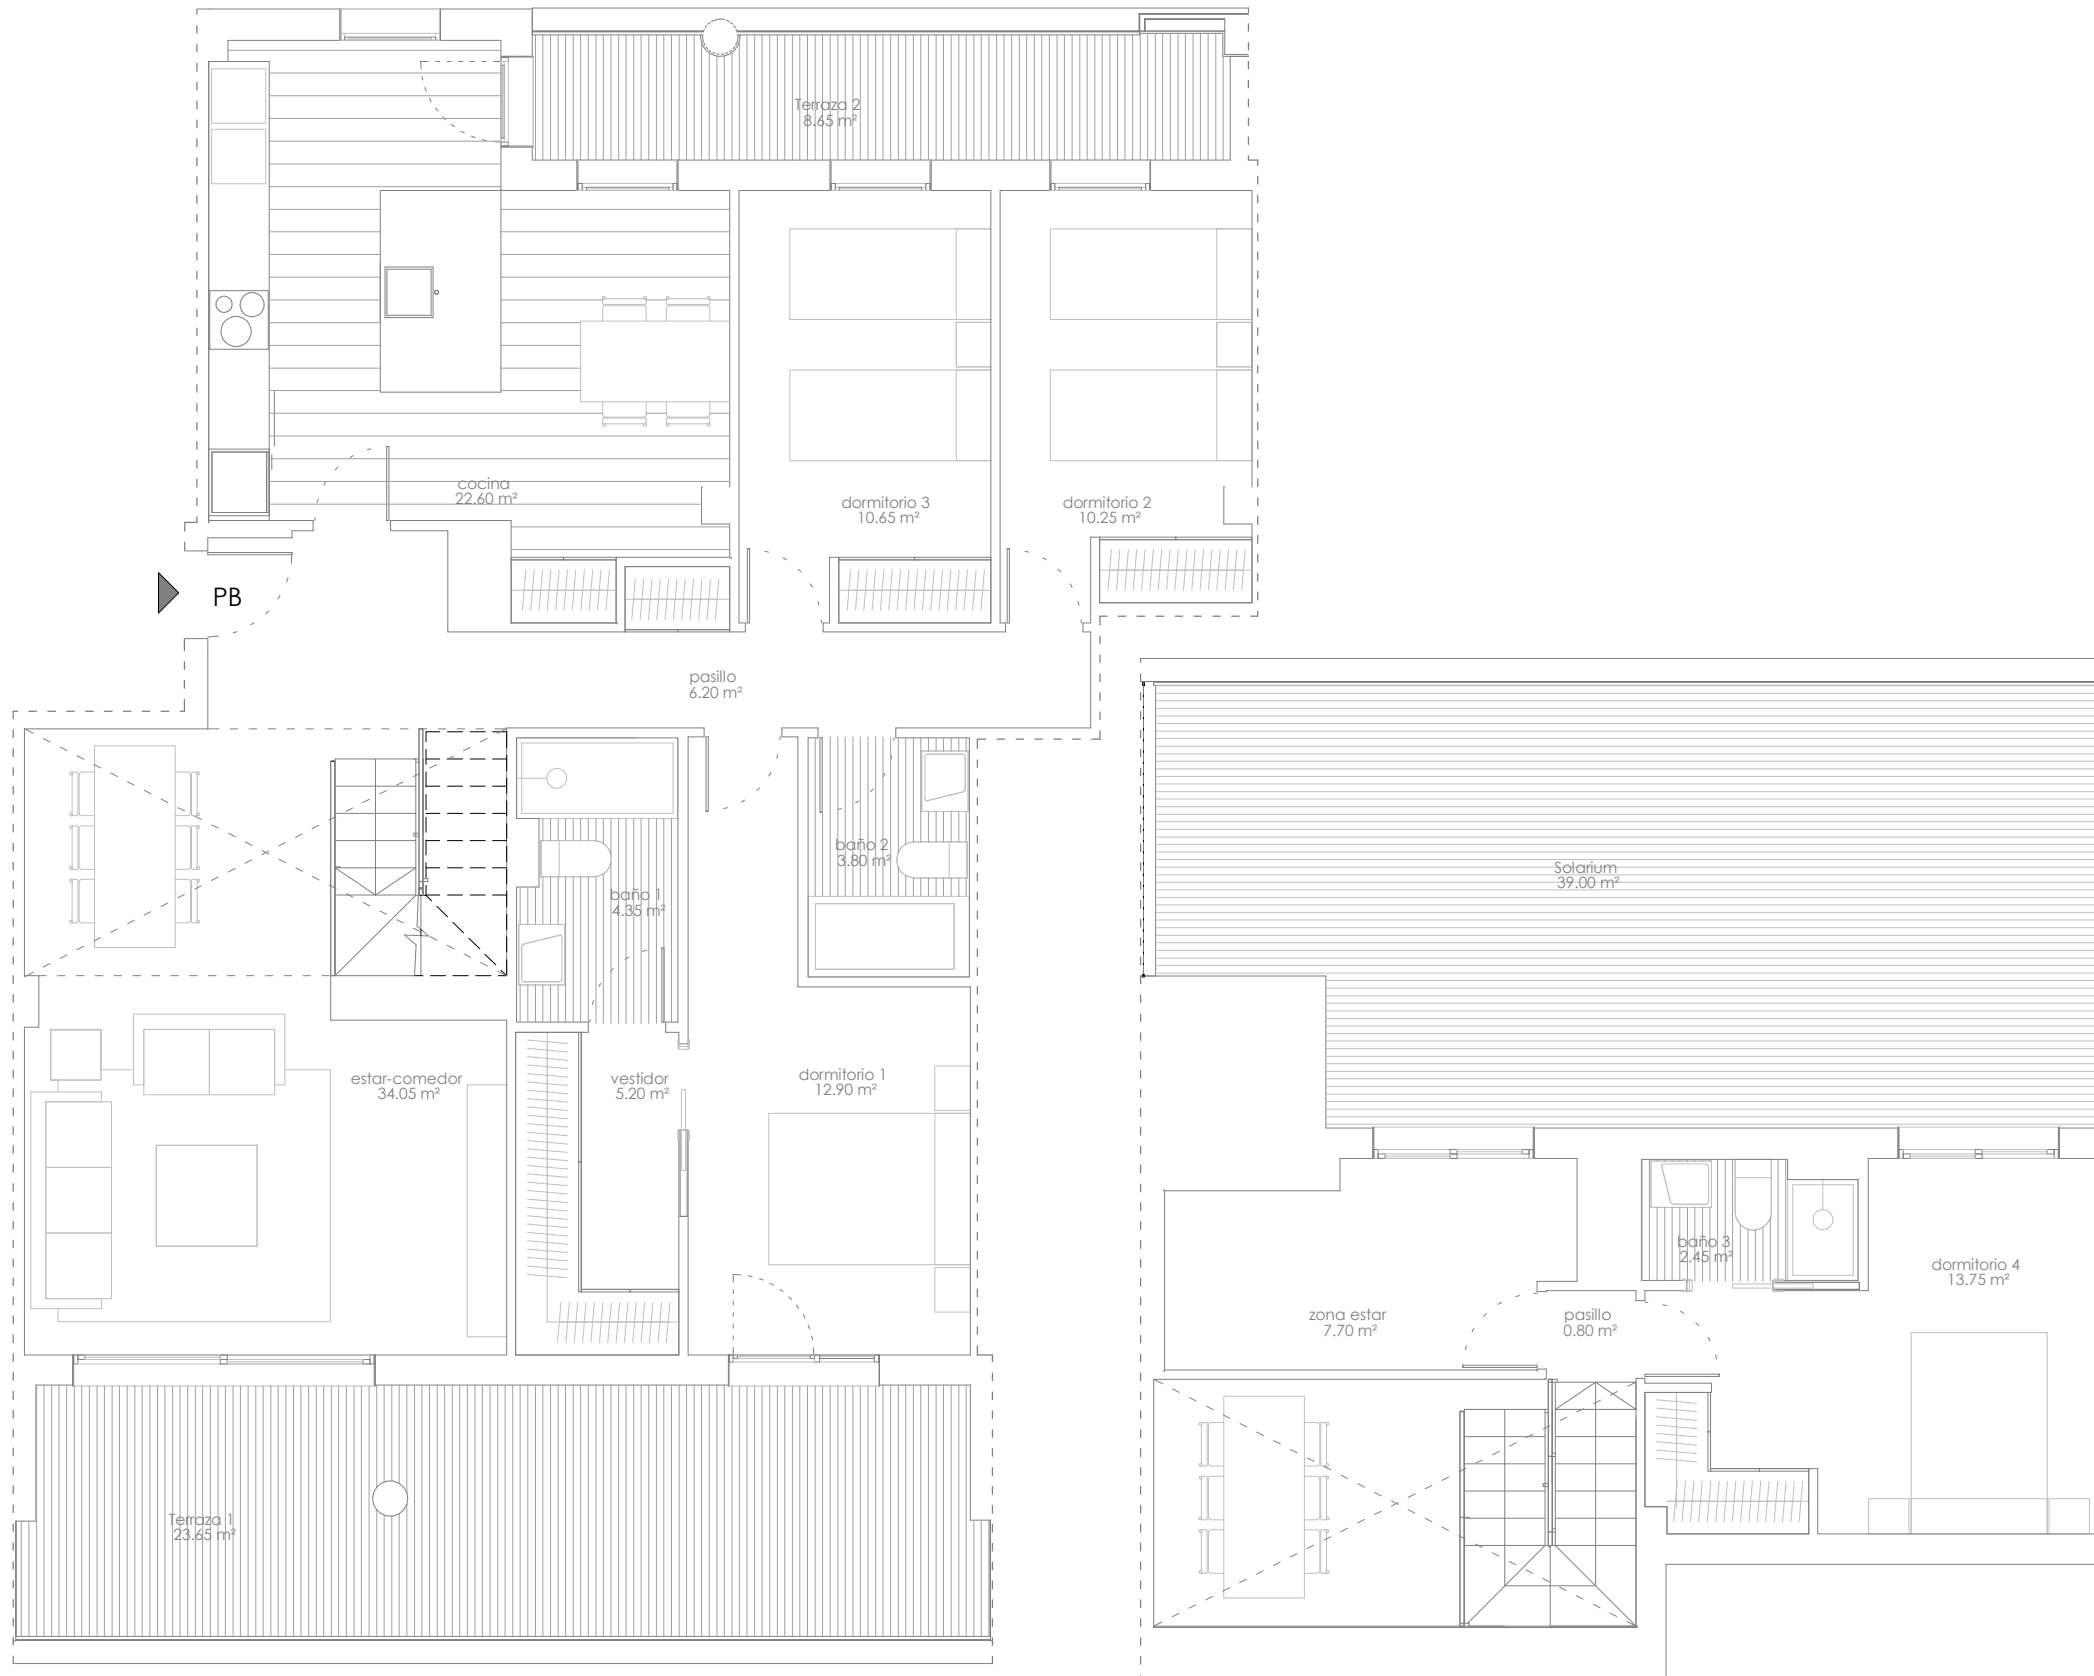 Terraza 2
8.65 m²
cocina
22.60 m²
dormitorio 3
10.65 m²
dormitorio 2
10.25 m²
PB
pasillo
6.20 m²
baño 2
3.80 m²
baño 1
4.35 m²
Solarium
39.00 m²
estar-comedor
34.05 m²
vestidor
5.20 m²
dormitorio 1
12.90 m²
baño 3
2.45 m²
dormitorio 4
13.75 m²
zona estar
7.70 m²
pasillo
0.80 m²
Terraza 1
23.65 m²